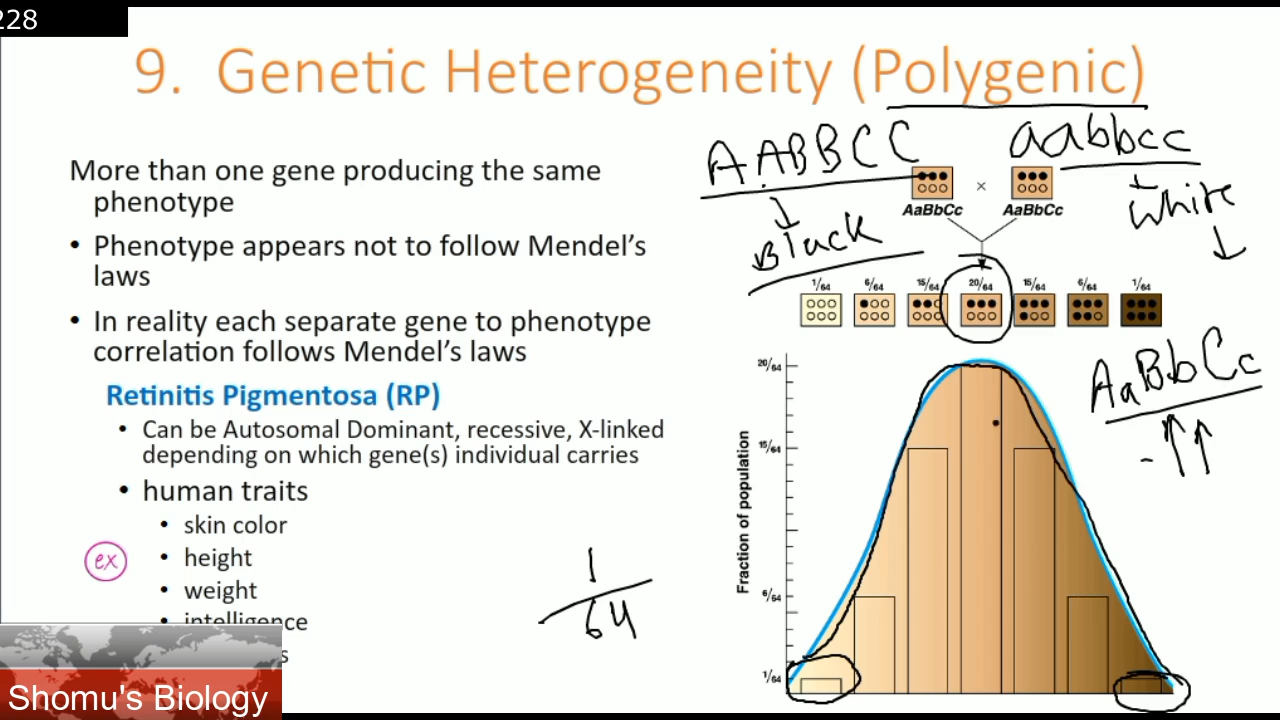 228
9. Genetic Heterogeneity (Polygenic)
More than one gene producing the same
phenotype
• Phenotype appears not to follow Mendel's
laws
• In reality each separate gene to phenotype
correlation follows Mendel's laws
Retinitis Pigmentosa (RP)
• Can be Autosomal Dominant, recessive, X-linked
depending on which gene(s) individual carries
• human traits
• skin color
ex
• height
• weight
• intelligence
s
Shomu's Biology
1
64
AABBCC
aabbcc
Black
white
×
AaBbCc AaBbCc
1/64 6/64 15/64 20/64 15/64 6/64 1/64
AaBbCc
Fraction of population
20/64
15/64
6/64
1/64